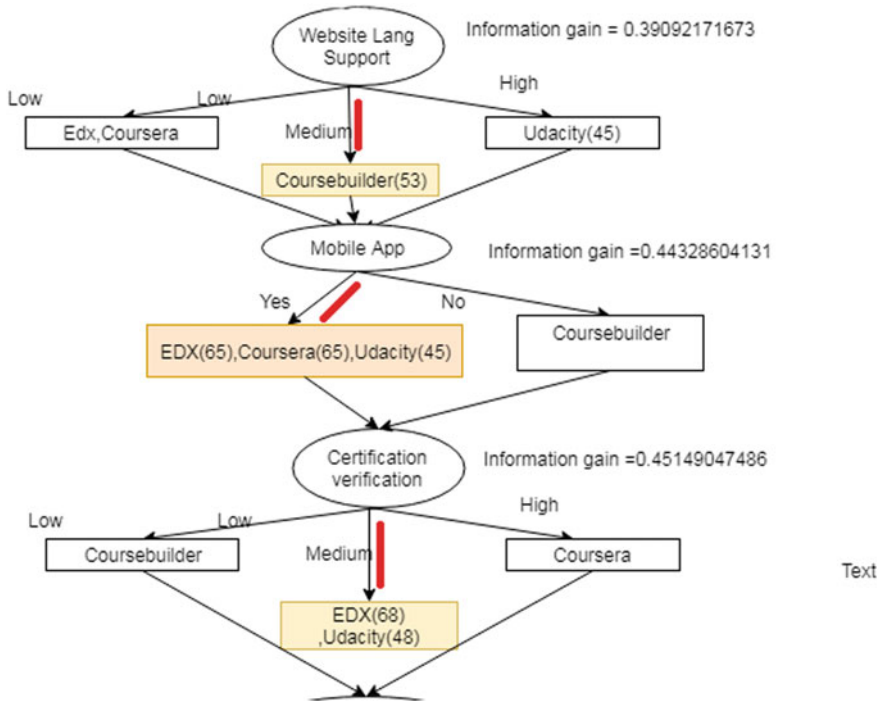 Website Lang
Support
Information gain = 0.39092171673
Low
Low
High
Edx,Coursera
Medium
Udacity(45)
Coursebuilder(53)
Mobile App
Information gain =0.44328604131
Yes
No
EDX(65),Coursera(65),Udacity(45)
Coursebuilder
Certification
verification
Information gain =0.45149047486
Low
Low
High
Coursebuilder
Medium
Coursera
Text
EDX(68)
,Udacity(48)